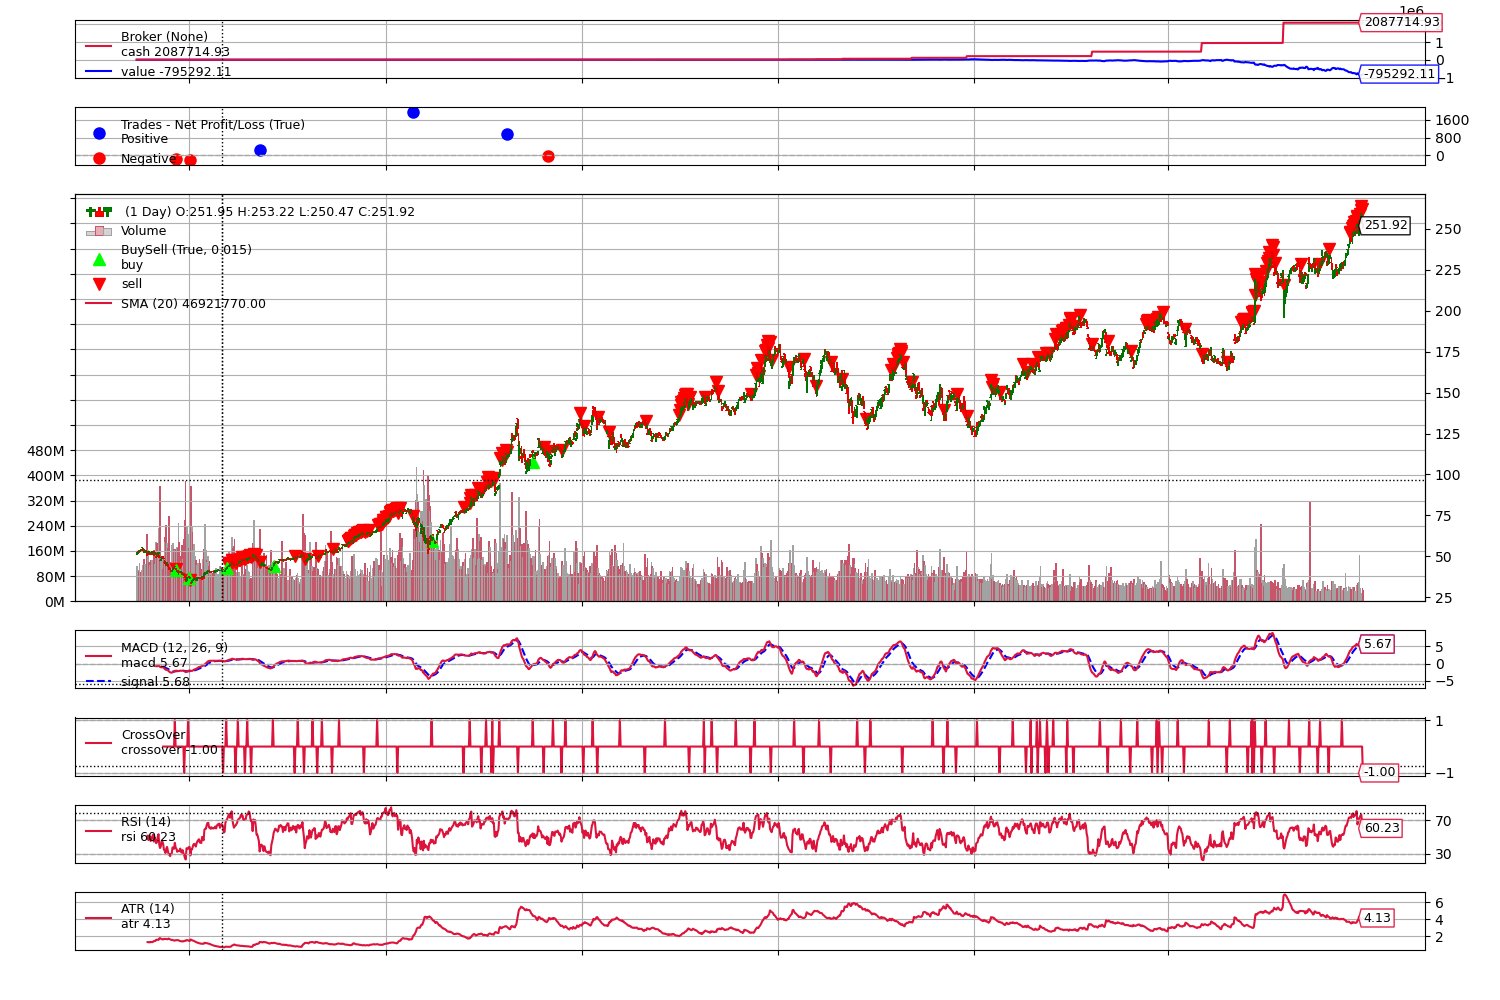 1e6
Broker (None)
cash 2087714.93
value -795292.11
2087714.93
1
0
-795292.11
−1
Trades - Net Profit/Loss (True)
Positive
Negative
1600
800
0
(1 Day) O:251.95 H:253.22 L:250.47 C:251.92
Volume
BuySell (True, 0.015)
buy
sell
SMA (20) 46921770.00
251.92
250
225
200
175
150
125
100
75
50
25
480M
400M
320M
240M
160M
80M
0M
MACD (12, 26, 9)
macd 5.67
signal 5.68
5.67
5
0
−5
CrossOver
crossover -1.00
1
-1.00
−1
RSI (14)
rsi 60.23
70
60.23
30
ATR (14)
atr 4.13
6
4.13
4
2